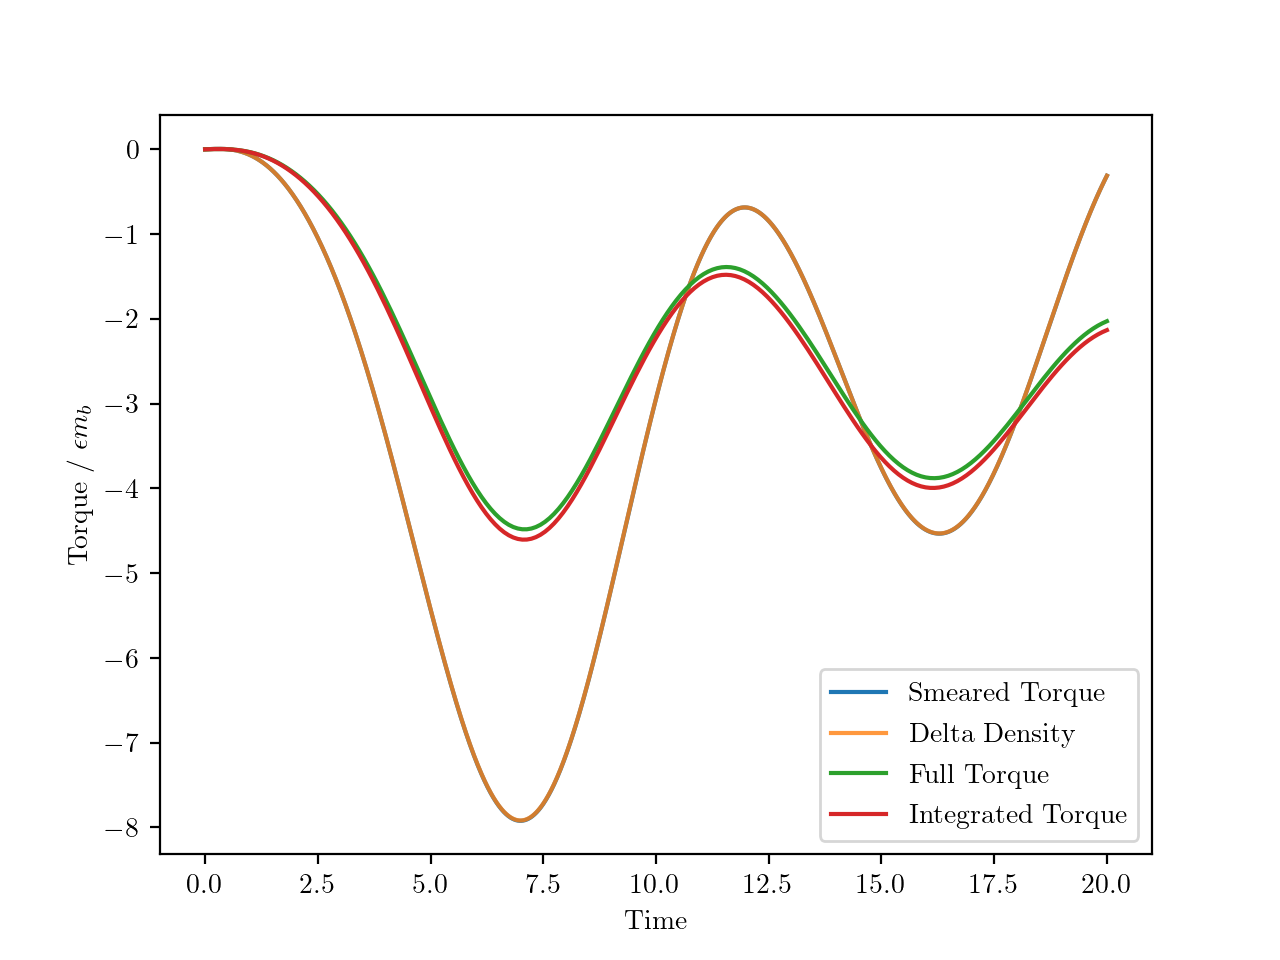 0
−1
−2
−3
−4
−5
−6
−7
−8
Torque / ϵm_b
0.0 2.5 5.0 7.5 10.0 12.5 15.0 17.5 20.0
Time
Smeared Torque
Delta Density
Full Torque
Integrated Torque